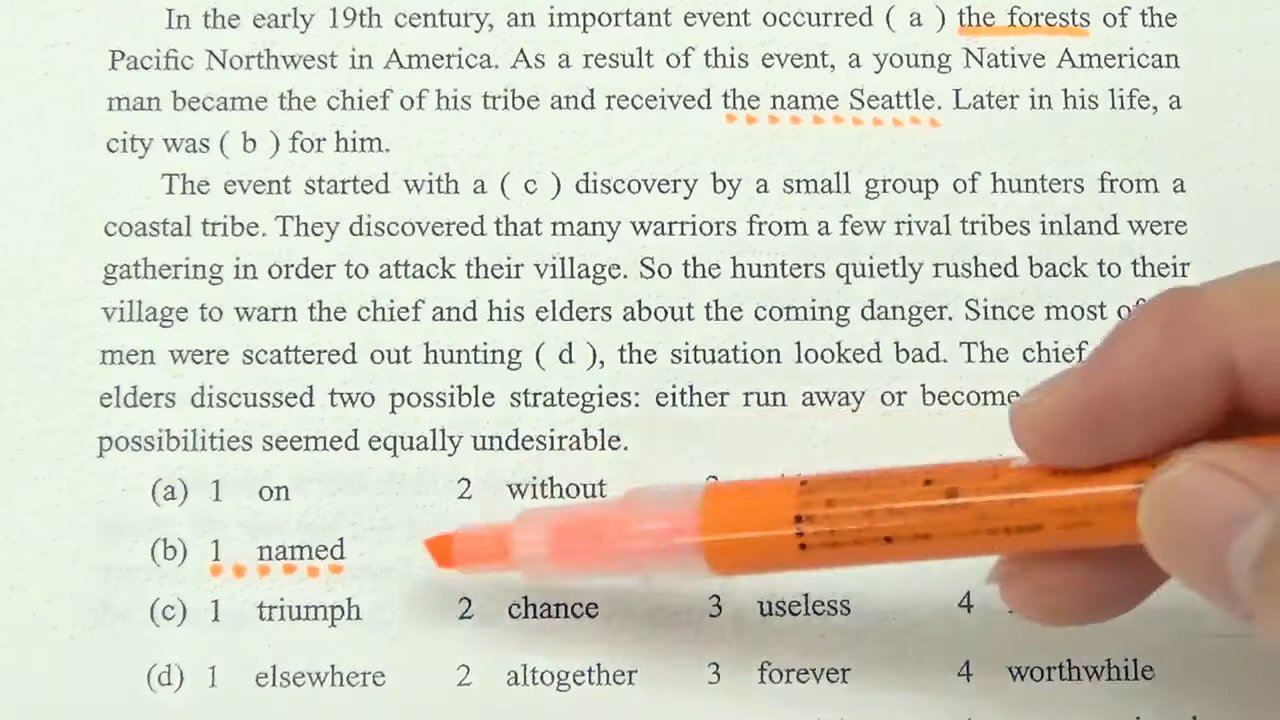 In the early 19th century, an important event occurred ( a ) the forests of the
Pacific Northwest in America. As a result of this event, a young Native American
man became the chief of his tribe and received the name Seattle. Later in his life, a
city was ( b ) for him.
The event started with a ( c ) discovery by a small group of hunters from a
coastal tribe. They discovered that many warriors from a few rival tribes inland were
gathering in order to attack their village. So the hunters quietly rushed back to their
village to warn the chief and his elders about the coming danger. Since most of
men were scattered out hunting ( d ), the situation looked bad. The chief
elders discussed two possible strategies: either run away or become
possibilities seemed equally undesirable.
(a) 1 on 2 without
(b) 1 named
(c) 1 triumph 2 chance 3 useless 4
(d) 1 elsewhere 2 altogether 3 forever 4 worthwhile